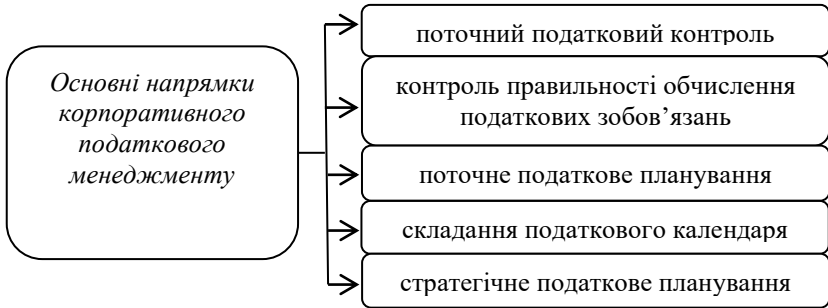 Основні напрямки
корпоративного
податкового
менеджменту
поточний податковий контроль
контроль правильності обчислення
податкових зобов’язань
поточне податкове планування
складання податкового календаря
стратегічне податкове планування